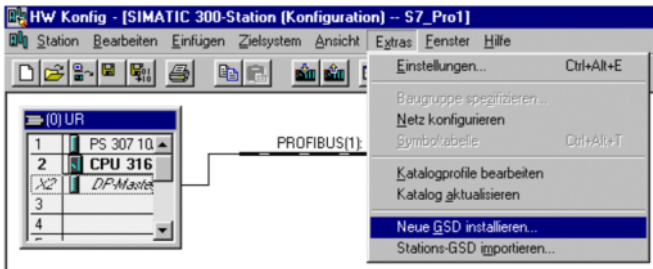 HW Konfig - [SIMATIC 300-Station (Konfiguration) -- S7_Pro1]
Station Bearbeiten Einfügen Zielsystem Ansicht Extras Fenster Hilfe
Einstellungen... Ctrl+Alt+E
Baugruppe spezifizieren...
Netz konfigurieren
Symboltabelle Ctrl+Alt+T
Katalogprofile bearbeiten
Katalog aktualisieren
Neue GSD installieren...
Stations-GSD importieren...
(0) UR
1 PS 307 10
2 CPU 316
X2 DP-Maste
3
4
PROFIBUS(1):